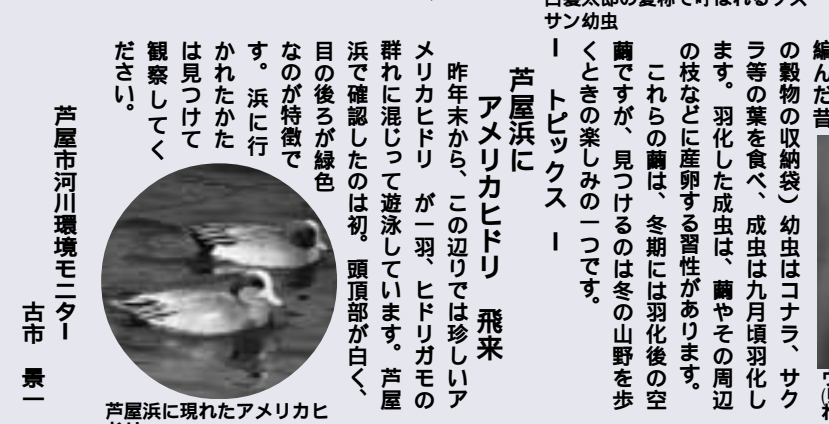 白髪太郎の愛称で呼ばれるクス
サン幼虫
編んだ昔
の穀物の収納袋)幼虫はコナラ、サク
ラ等の葉を食べ、成虫は九月頃羽化し
ます。羽化した成虫は、繭やその周辺
の枝などに産卵する習性があります。
これらの繭は、冬期には羽化後の空
繭ですが、見つけるのは冬の山野を歩
くときの楽しみの一つです。
ー トピックス ー
芦屋浜に
アメリカヒドリ 飛来
昨年末から、この辺りでは珍しいア
メリカヒドリ が一羽、ヒドリガモの
群れに混じって遊泳しています。芦屋
浜で確認したのは初。頭頂部が白く、
目の後ろが緑色
なのが特徴で
す。浜に行
かれたかた
は見つけて
観察してく
ださい。
芦屋市河川環境モニター
古市 景一
芦屋浜に現れたアメリカヒ